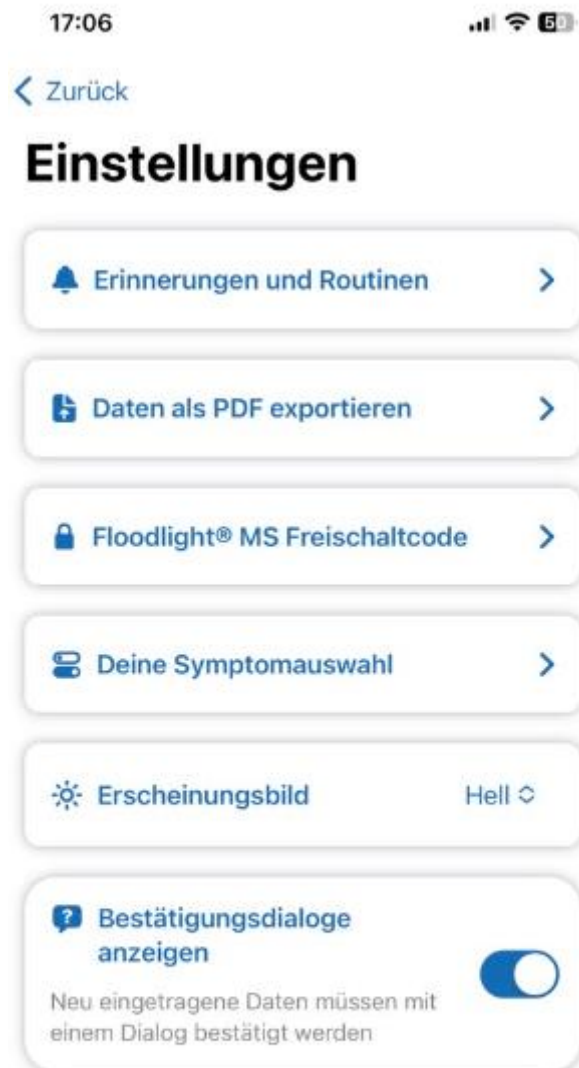 17:06
50
Zurück
Einstellungen
Erinnerungen und Routinen
Daten als PDF exportieren
Floodlight® MS Freischaltcode
Deine Symptomauswahl
Erscheinungsbild Hell
Bestätigungsdialoge
anzeigen
Neu eingetragene Daten müssen mit
einem Dialog bestätigt werden